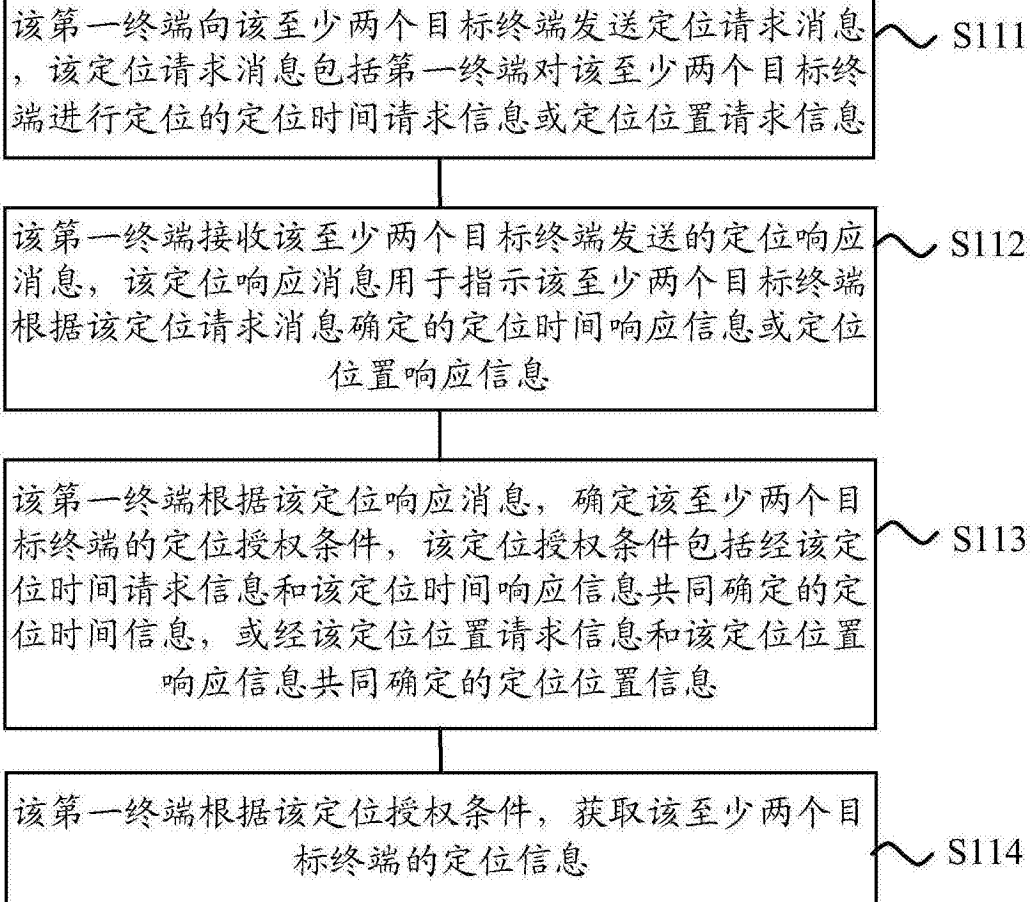 该第一终端向该至少两个目标终端发送定位请求消息
，该定位请求消息包括第一终端对该至少两个目标终
端进行定位的定位时间请求信息或定位位置请求信息
S111
该第一终端接收该至少两个目标终端发送的定位响应
消息，该定位响应消息用于指示该至少两个目标终端
根据该定位请求消息确定的定位时间响应信息或定位
位置响应信息
S112
该第一终端根据该定位响应消息，确定该至少两个目
标终端的定位授权条件，该定位授权条件包括经该定
位时间请求信息和该定位时间响应信息共同确定的定
位时间信息，或经该定位位置请求信息和该定位位置
响应信息共同确定的定位位置信息
S113
该第一终端根据该定位授权条件，获取该至少两个目
标终端的定位信息
S114